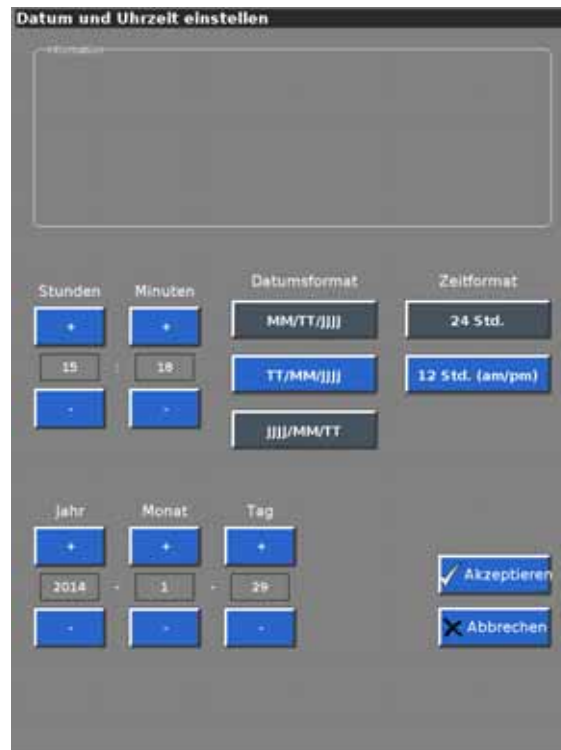 Datum und Uhrzeit einstellen
Information
Stunden Minuten Datumsformat Zeitformat
+ + MM/TT/JJJJ 24 Std.
15 : 18 TT/MM/JJJJ 12 Std. (am/pm)
- - JJJJ/MM/TT
Jahr Monat Tag
+ + +
2014 - 1 - 29
- - -
Akzeptieren
Abbrechen